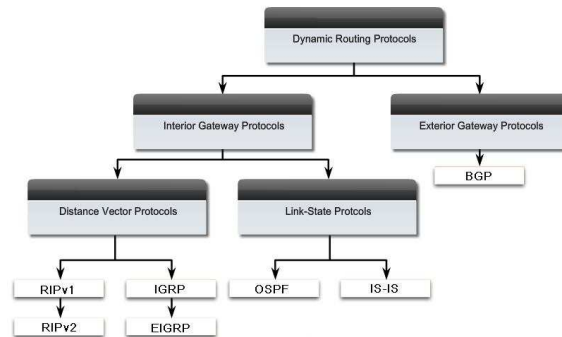 Dynamic Routing Protocols
Interior Gateway Protocols
Exterior Gateway Protocols
BGP
Distance Vector Protocols
Link-State Protcols
RIPv1
IGRP
OSPF
IS-IS
RIPv2
EIGRP